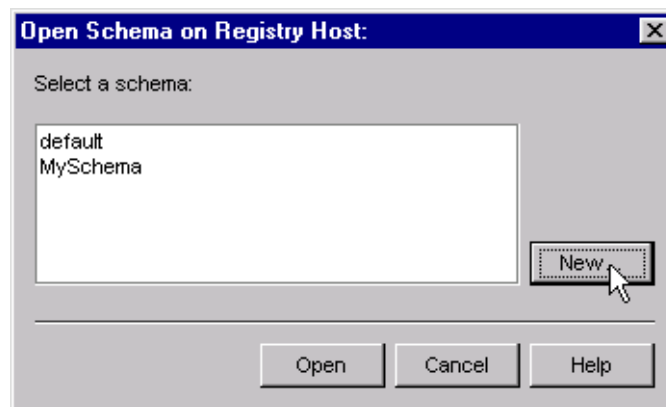 Open Schema on Registry Host:
Select a schema:
default
MySchema
New...
Open Cancel Help